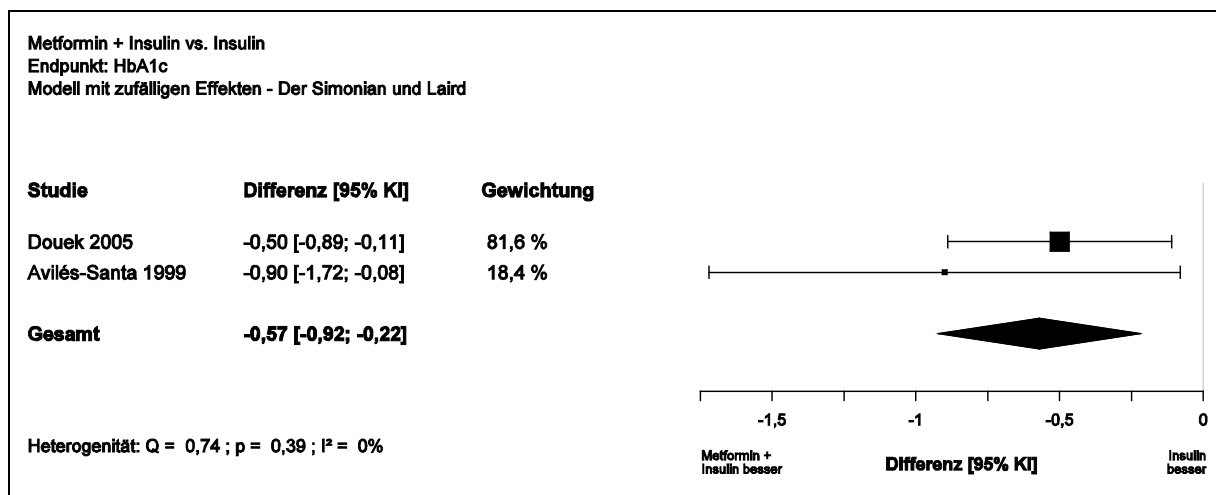 Metformin + Insulin vs. Insulin
Endpunkt: HbA1c
Modell mit zufälligen Effekten - Der Simonian und Laird
Studie Differenz [95% KI] Gewichtung
Douek 2005 -0,50 [-0,89; -0,11] 81,6 %
Avilés-Santa 1999 -0,90 [-1,72; -0,08] 18,4 %
Gesamt -0,57 [-0,92; -0,22]
-1,5 -1 -0,5 0
Heterogenität: Q = 0,74 ; p = 0,39 ; I² = 0%
Metformin +
Insulin besser
Differenz [95% KI]
Insulin
besser